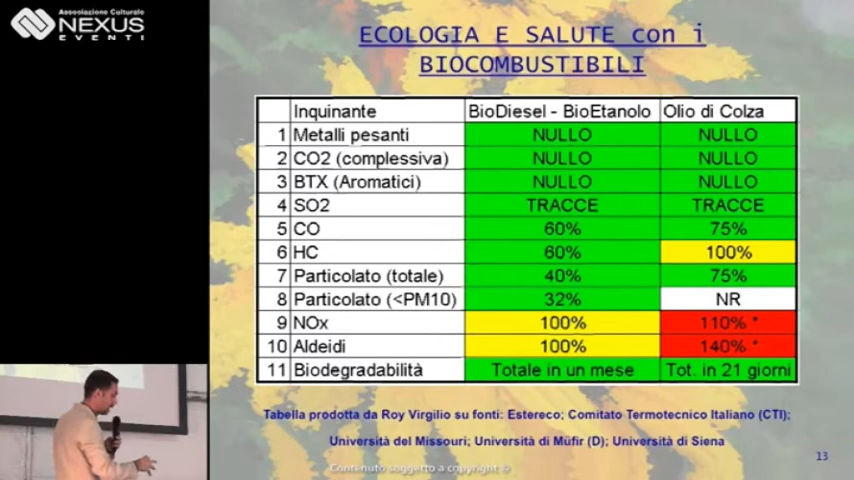 Associazione Culturale
NEXUS
EVENTI
ECOLOGIA E SALUTE con i
BIOCOMBUSTIBILI
Inquinante BioDiesel - BioEtanolo Olio di Colza
1 Metalli pesanti NULLO NULLO
2 CO2 (complessiva) NULLO NULLO
3 BTX (Aromatici) NULLO NULLO
4 SO2 TRACCE TRACCE
5 CO 60% 75%
6 HC 60% 100%
7 Particolato (totale) 40% 75%
8 Particolato (<PM10) 32% NR
9 NOx 100% 110% *
10 Aldeidi 100% 140% *
11 Biodegradabilità Totale in un mese Tot. in 21 giorni
Tabella prodotta da Roy Virgilio su fonti: Estereco; Comitato Termotecnico Italiano (CTI);
Università del Missouri; Università di Müfir (D); Università di Siena
13
Contenuto soggetto a copyright ©